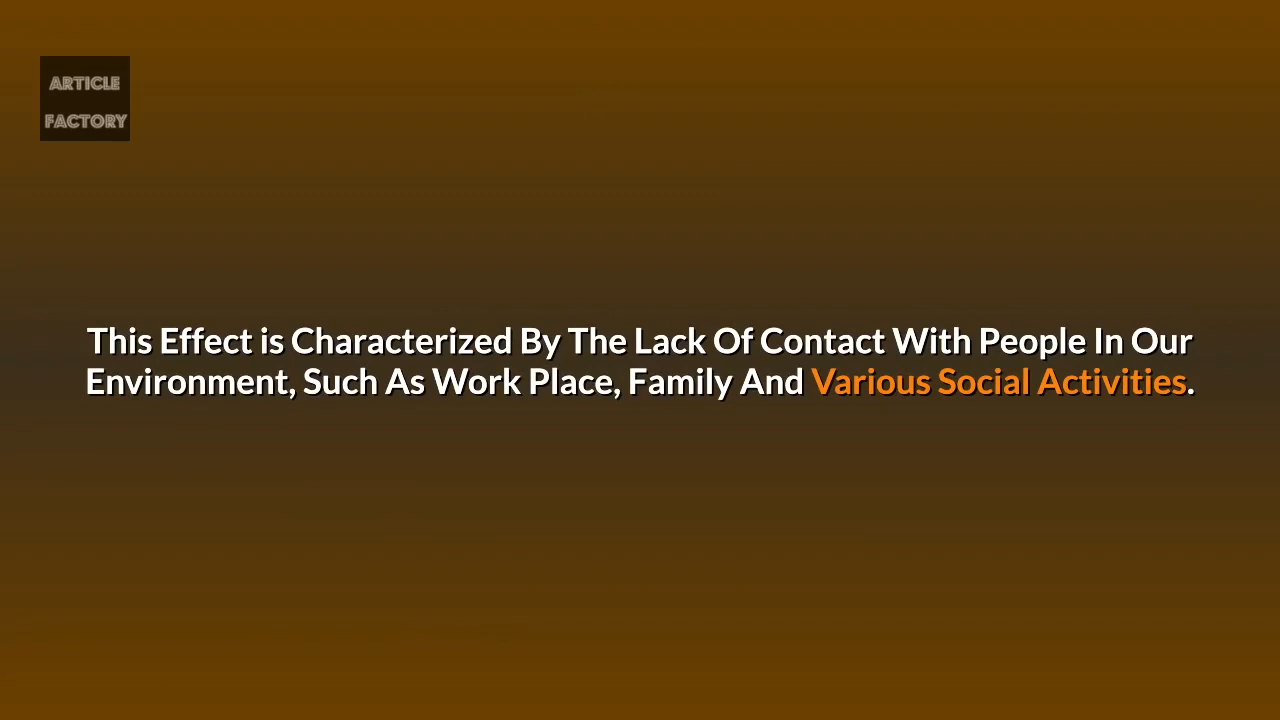 ARTICLE
FACTORY
This Effect is Characterized By The Lack Of Contact With People In Our
Environment, Such As Work Place, Family And Various Social Activities.